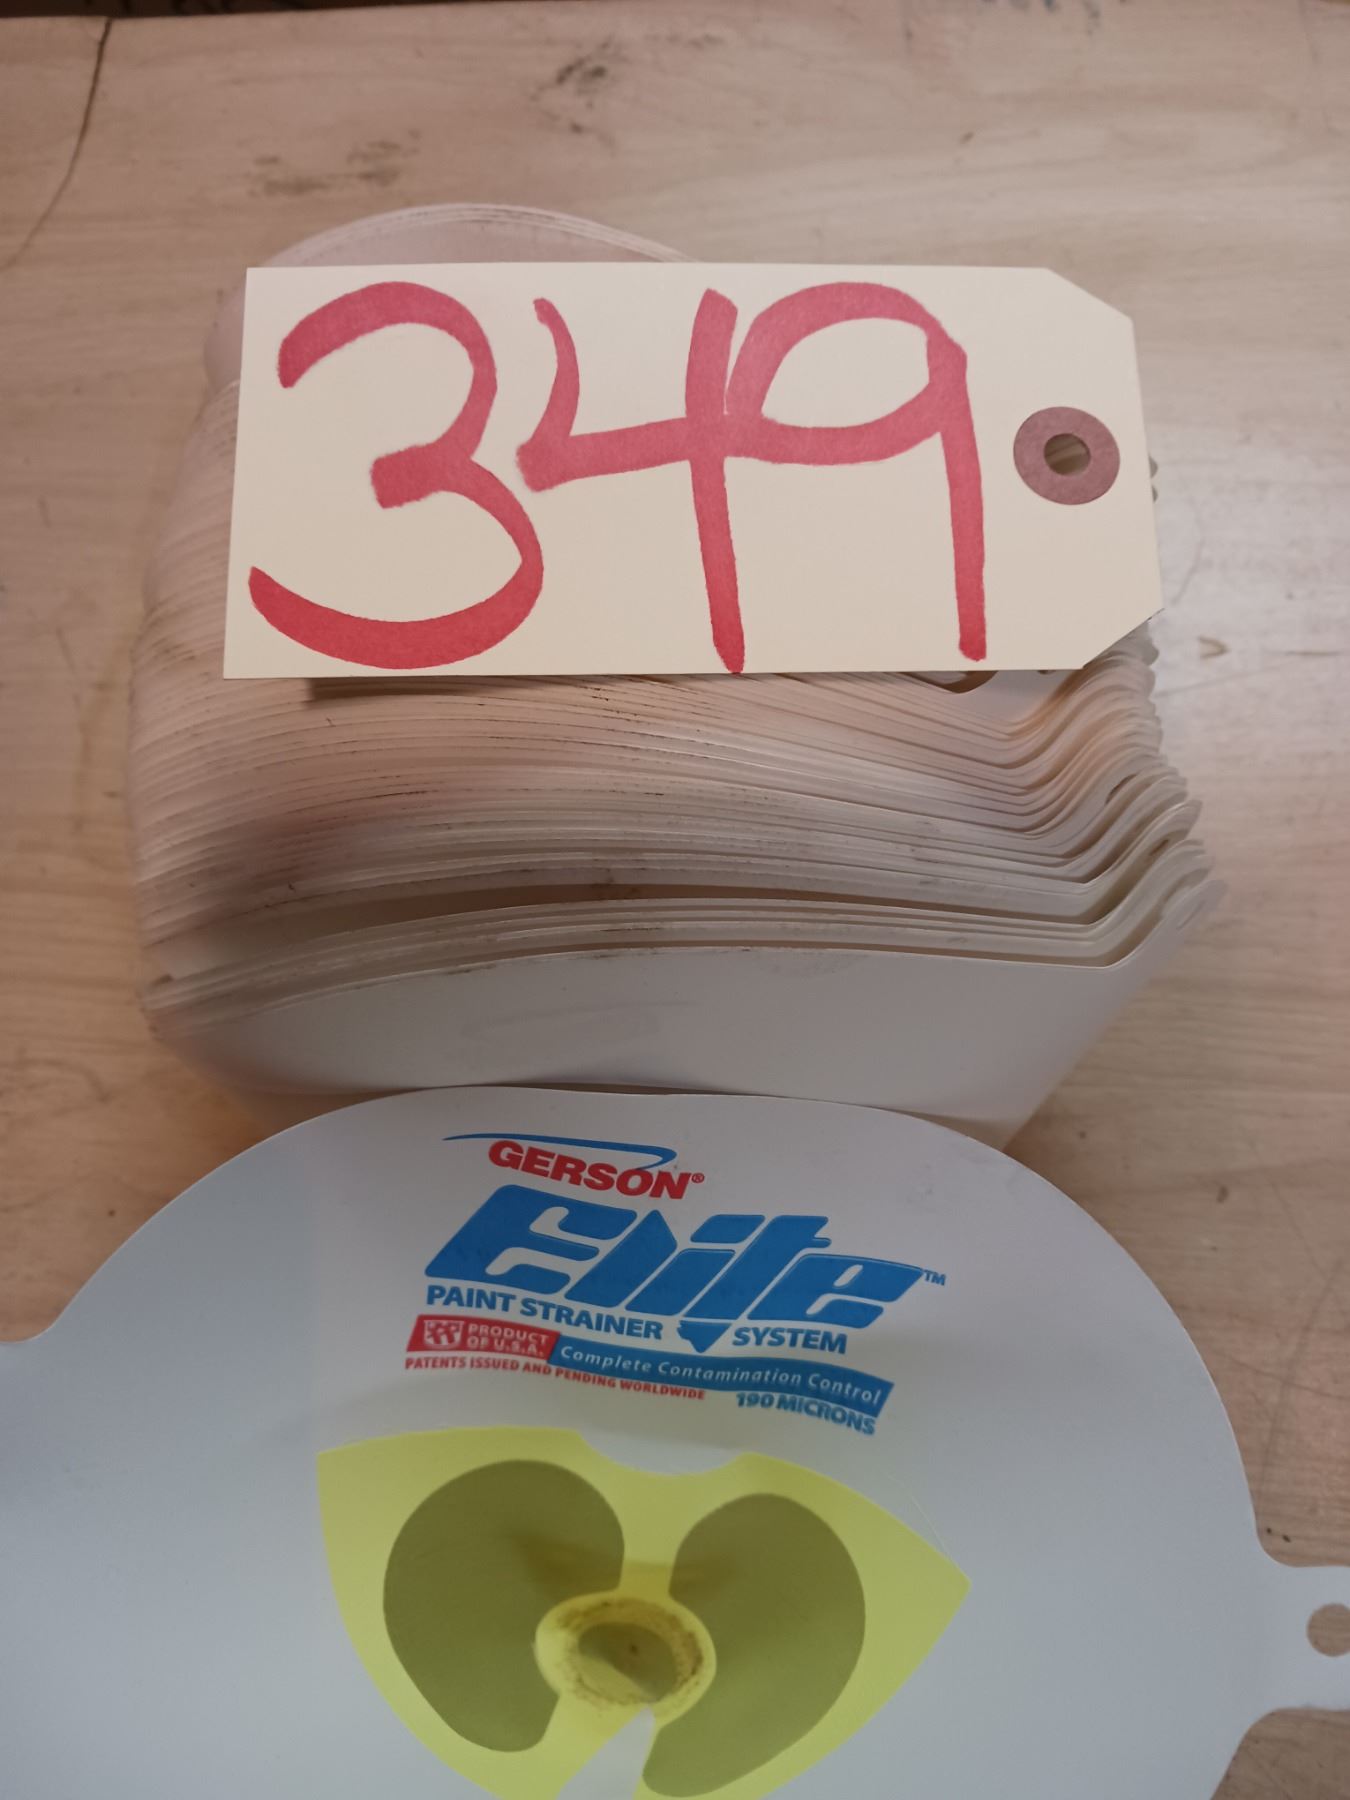 349
GERSON®
Elite™
PAINT STRAINER SYSTEM
PRODUCT
OF U.S.A.
Complete Contamination Control
PATENTS ISSUED AND PENDING WORLDWIDE
190 MICRONS